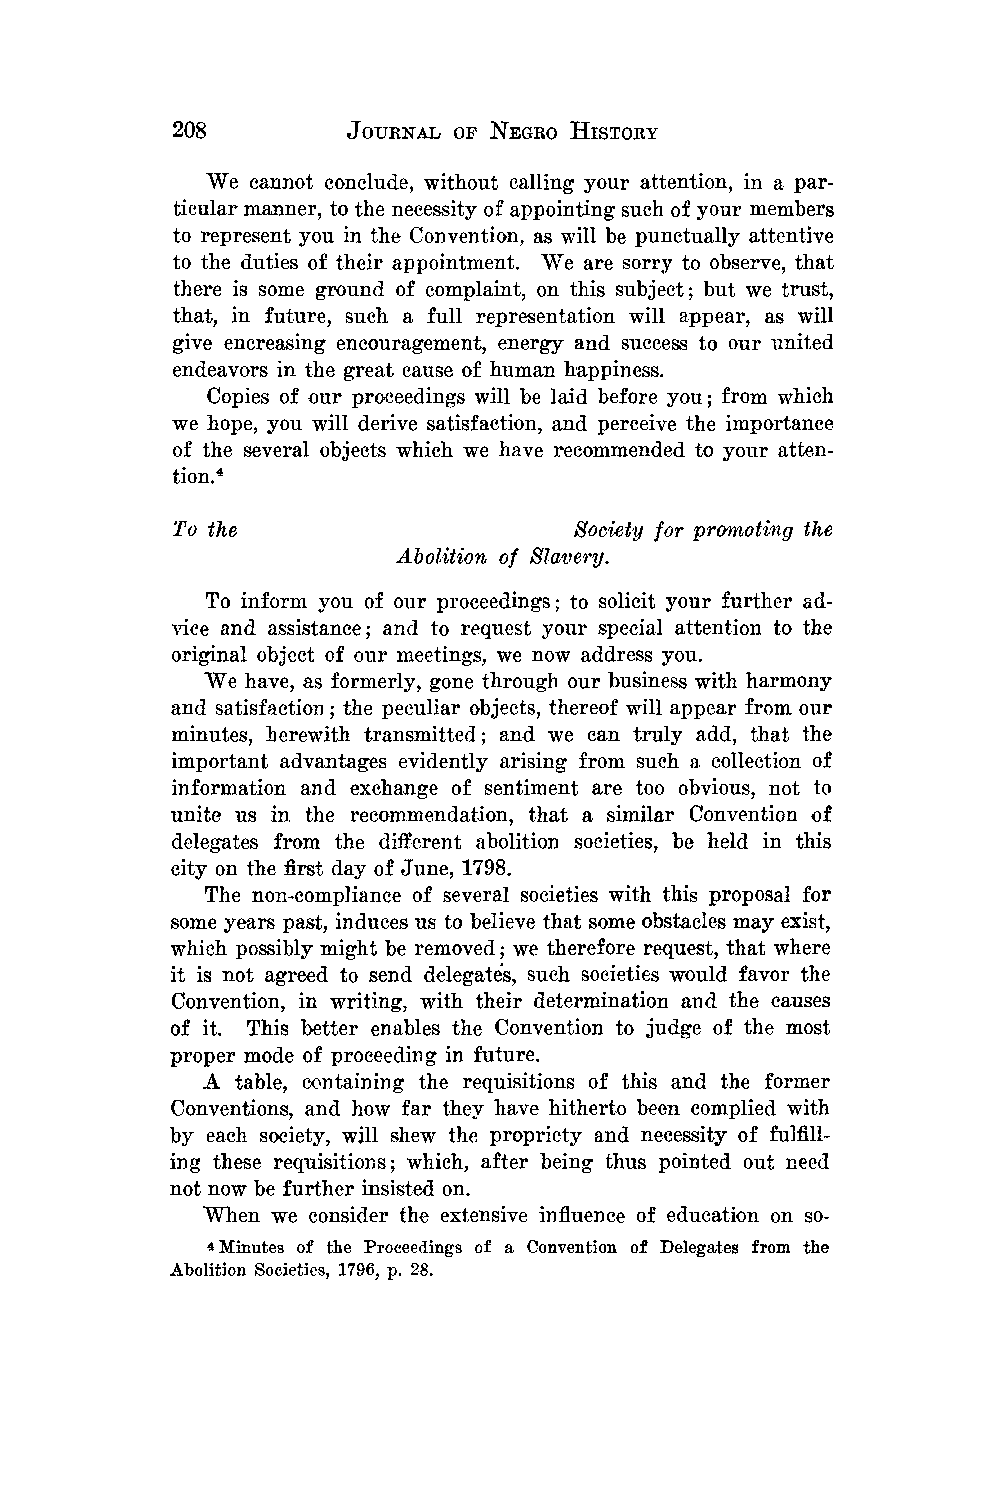 208 JOURNAL OF NEGRO HISTORY
We cannot conclude, without calling your attention, in a par-
ticular manner, to the necessity of appointing such of your members
to represent you in the Convention, as will be punctually attentive
to the duties of their appointment. We are sorry to observe, that
there is some ground of complaint, on this subject; but we trust,
that, in future, such a full representation will appear, as will
give encreasing encouragement, energy and success to our united
endeavors in the great cause of human happiness.
Copies of our proceedings will be laid before you; from which
we hope, you will derive satisfaction, and perceive the importance
of the several objects which we have recommended to your atten-
tion.⁴
To the Society for promoting the
Abolition of Slavery.
To inform you of our proceedings; to solicit your further ad-
vice and assistance; and to request your special attention to the
original object of our meetings, we now address you.
We have, as formerly, gone through our business with harmony
and satisfaction; the peculiar objects, thereof will appear from our
minutes, herewith transmitted; and we can truly add, that the
important advantages evidently arising from such a collection of
information and exchange of sentiment are too obvious, not to
unite us in the recommendation, that a similar Convention of
delegates from the different abolition societies, be held in this
city on the first day of June, 1798.
The non-compliance of several societies with this proposal for
some years past, induces us to believe that some obstacles may exist,
which possibly might be removed; we therefore request, that where
it is not agreed to send delegates, such societies would favor the
Convention, in writing, with their determination and the causes
of it. This better enables the Convention to judge of the most
proper mode of proceeding in future.
A table, containing the requisitions of this and the former
Conventions, and how far they have hitherto been complied with
by each society, will shew the propriety and necessity of fulfill-
ing these requisitions; which, after being thus pointed out need
not now be further insisted on.
When we consider the extensive influence of education on so-
⁴ Minutes of the Proceedings of a Convention of Delegates from the
Abolition Societies, 1796, p. 28.